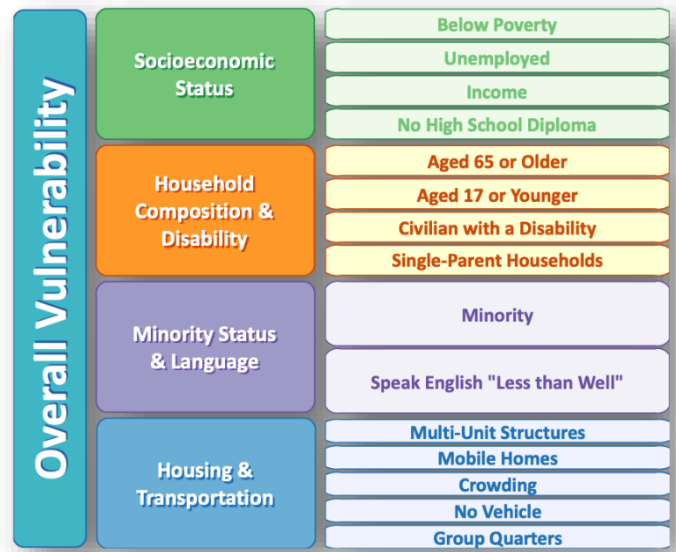 Overall Vulnerability
Socioeconomic
Status
Below Poverty
Unemployed
Income
No High School Diploma
Household
Composition &
Disability
Aged 65 or Older
Aged 17 or Younger
Civilian with a Disability
Single-Parent Households
Minority Status
& Language
Minority
Speak English "Less than Well"
Housing &
Transportation
Multi-Unit Structures
Mobile Homes
Crowding
No Vehicle
Group Quarters